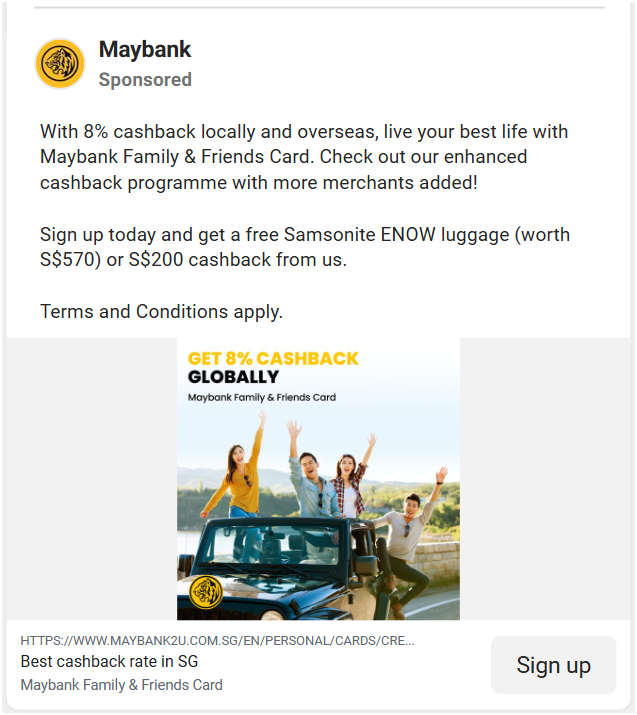 Maybank
Sponsored
With 8% cashback locally and overseas, live your best life with
Maybank Family & Friends Card. Check out our enhanced
cashback programme with more merchants added!
Sign up today and get a free Samsonite ENOW luggage (worth
S$570) or S$200 cashback from us.
Terms and Conditions apply.
GET 8% CASHBACK
GLOBALLY
Maybank Family & Friends Card
HTTPS://WWW.MAYBANK2U.COM.SG/EN/PERSONAL/CARDS/CRE...
Best cashback rate in SG
Maybank Family & Friends Card
Sign up